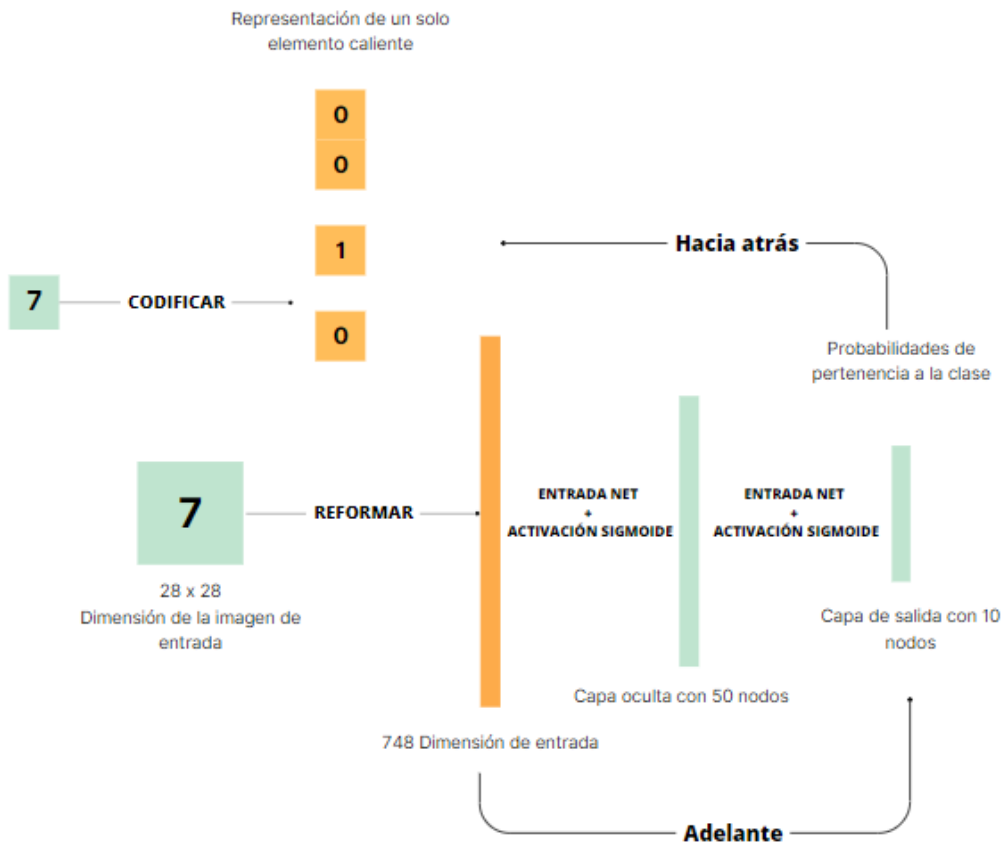 Representación de un solo
elemento caliente
0
0
1
0
7
CODIFICAR
Hacia atrás
Probabilidades de
pertenencia a la clase
7
REFORMAR
28 x 28
Dimensión de la imagen de
entrada
ENTRADA NET
+
ACTIVACIÓN SIGMOIDE
ENTRADA NET
+
ACTIVACIÓN SIGMOIDE
Capa de salida con 10
nodos
Capa oculta con 50 nodos
748 Dimensión de entrada
Adelante